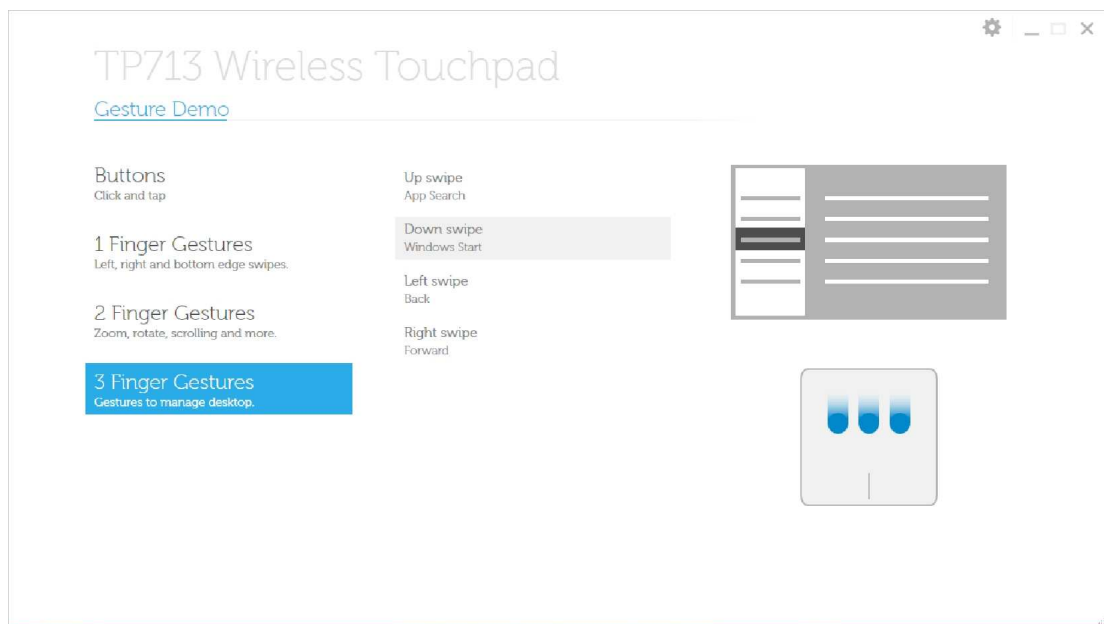 TP713 Wireless Touchpad
Gesture Demo
Buttons
Click and tap
1 Finger Gestures
Left, right and bottom edge swipes.
2 Finger Gestures
Zoom, rotate, scrolling and more.
3 Finger Gestures
Gestures to manage desktop.
Up swipe
App Search
Down swipe
Windows Start
Left swipe
Back
Right swipe
Forward